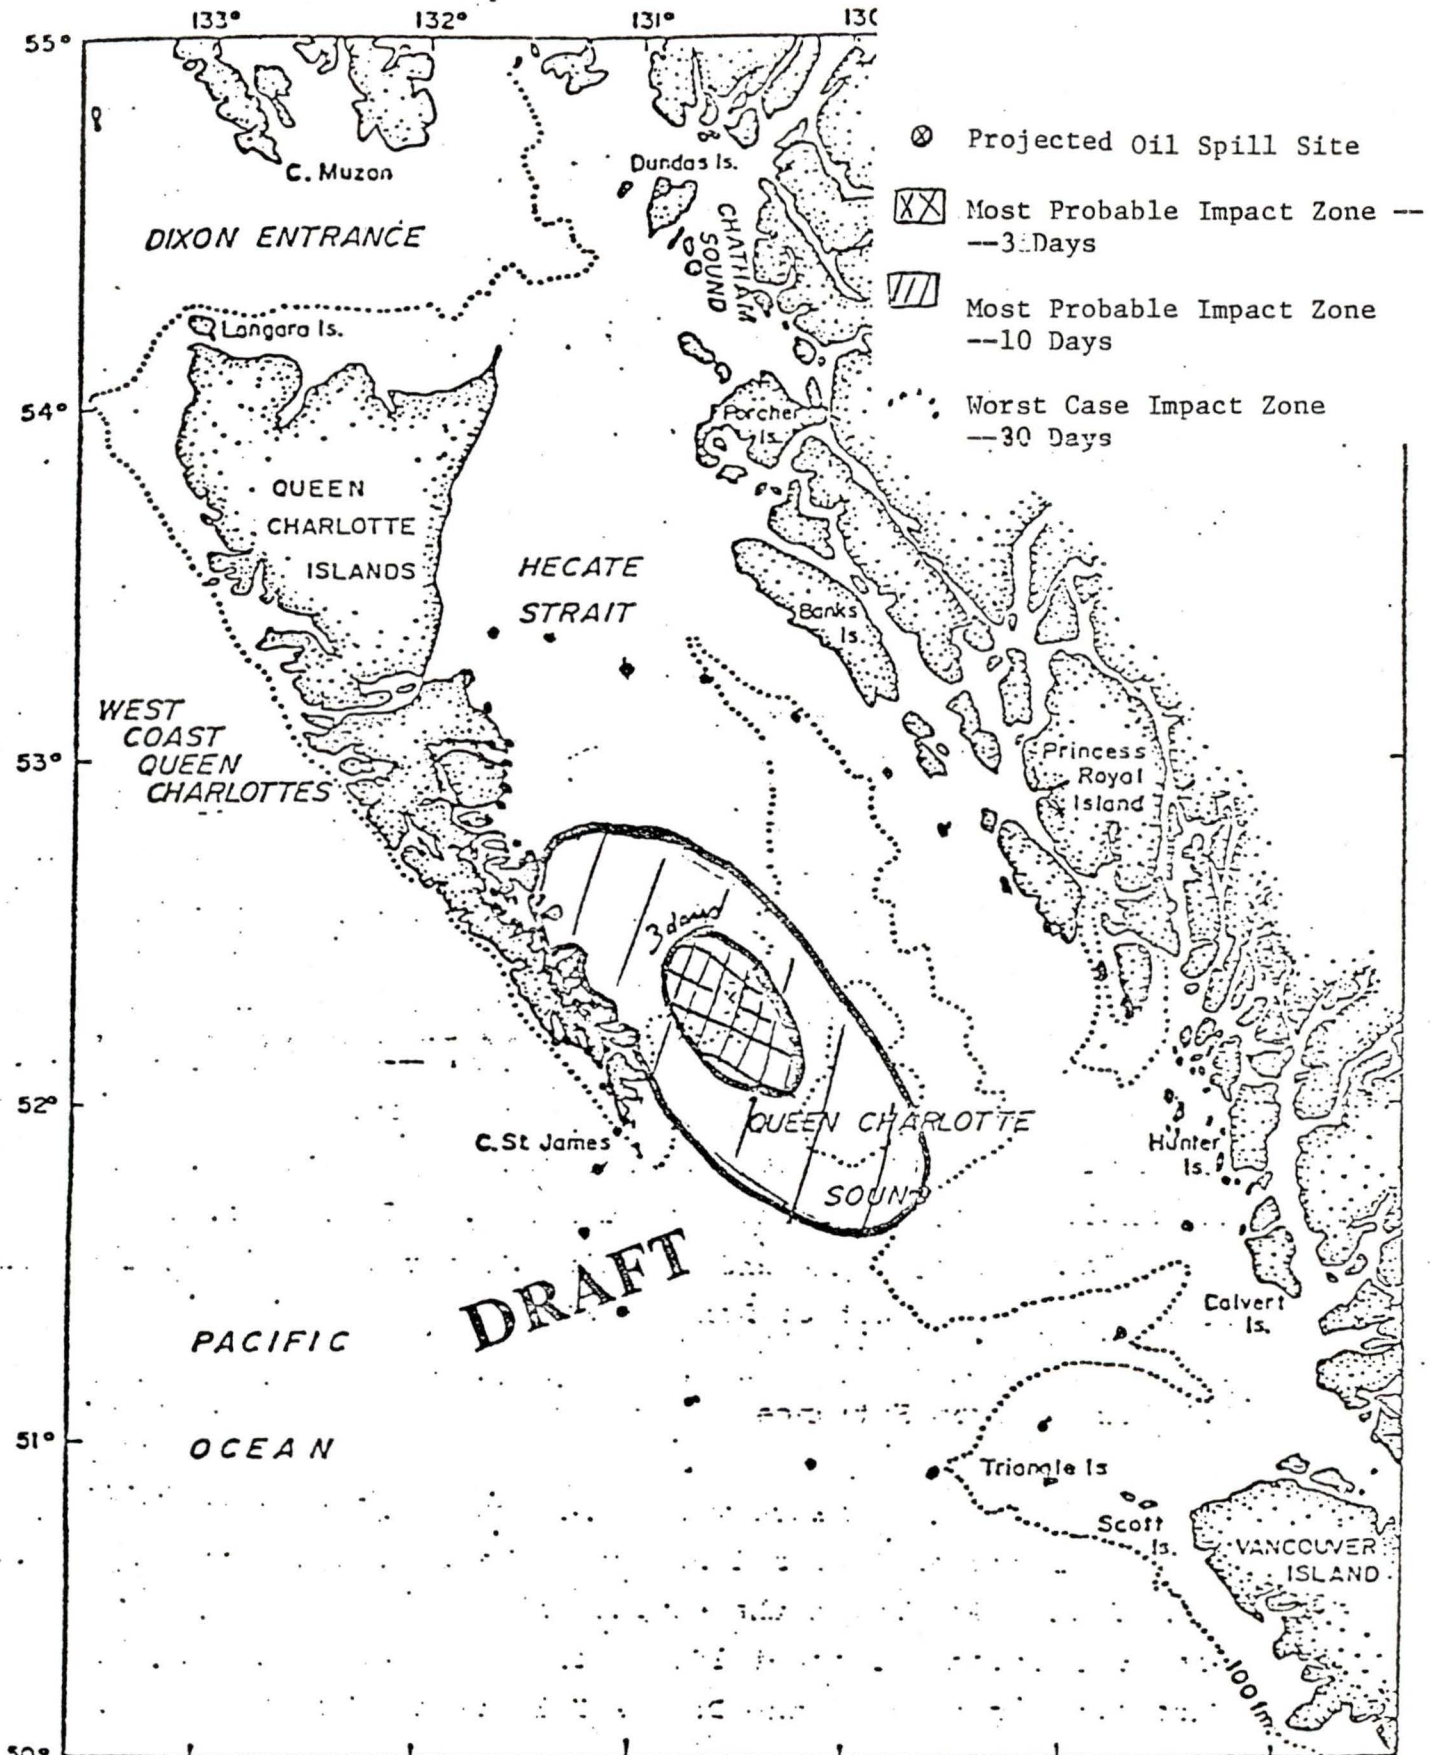 133°
132°
131°
130
55°
Projected Oil Spill Site
XX Most Probable Impact Zone --
--3 Days
Most Probable Impact Zone
--10 Days
Worst Case Impact Zone
--30 Days
C. Muzon
Dundas Is.
DIXON ENTRANCE
CHATHAM
SOUND
Langara Is.
54°
Porcher
Is.
QUEEN
CHARLOTTE
ISLANDS
HECATE
STRAIT
Banks
Is.
WEST
COAST
QUEEN
CHARLOTTES
53°
Princess
Royal
Island
3 days
52°
QUEEN CHARLOTTE
SOUND
C. St James
Hunter
Is.
DRAFT
Calvert
Is.
PACIFIC
OCEAN
51°
Triangle Is
Scott
Is.
VANCOUVER
ISLAND
100 fm.
50°